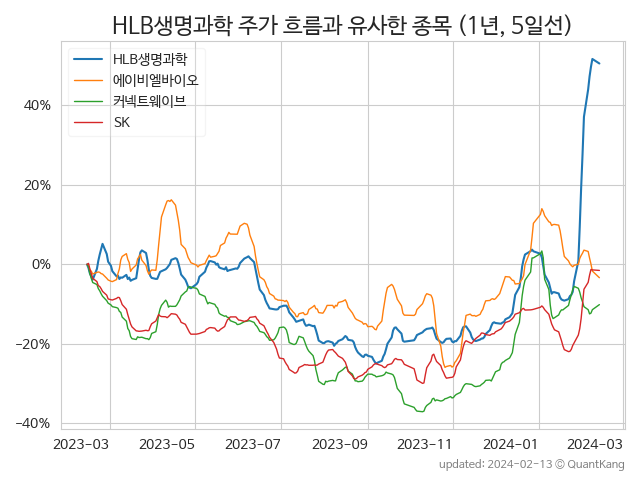 HLB생명과학 주가 흐름과 유사한 종목 (1년, 5일선)
HLB생명과학
에이비엘바이오
커넥트웨이브
SK
40%
20%
0%
−20%
−40%
2023-03 2023-05 2023-07 2023-09 2023-11 2024-01 2024-03
updated: 2024-02-13 © QuantKang